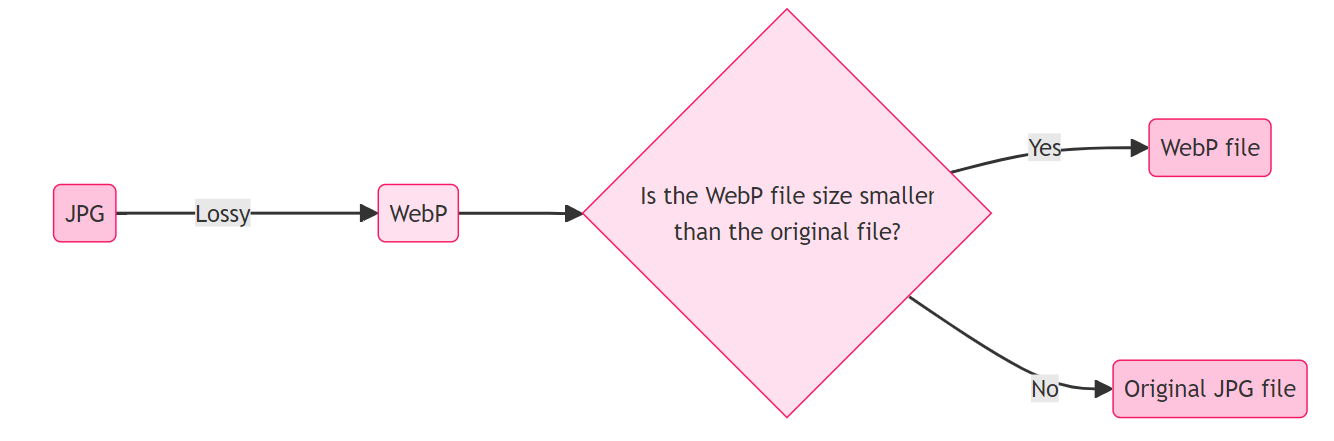 JPG
Lossy
WebP
Is the WebP file size smaller
than the original file?
Yes
WebP file
No
Original JPG file